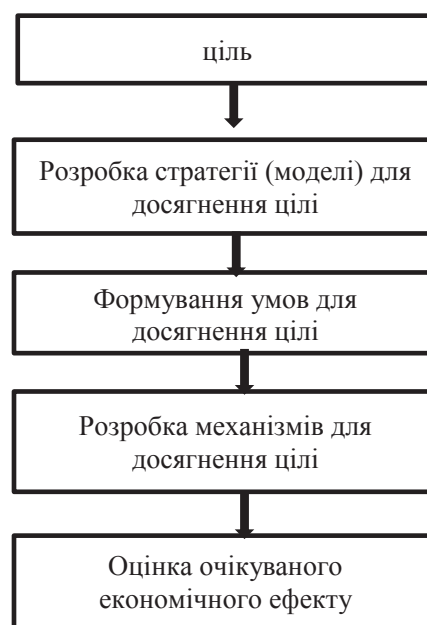 ціль
Розробка стратегії (моделі) для
досягнення цілі
Формування умов для
досягнення цілі
Розробка механізмів для
досягнення цілі
Оцінка очікуваного
економічного ефекту